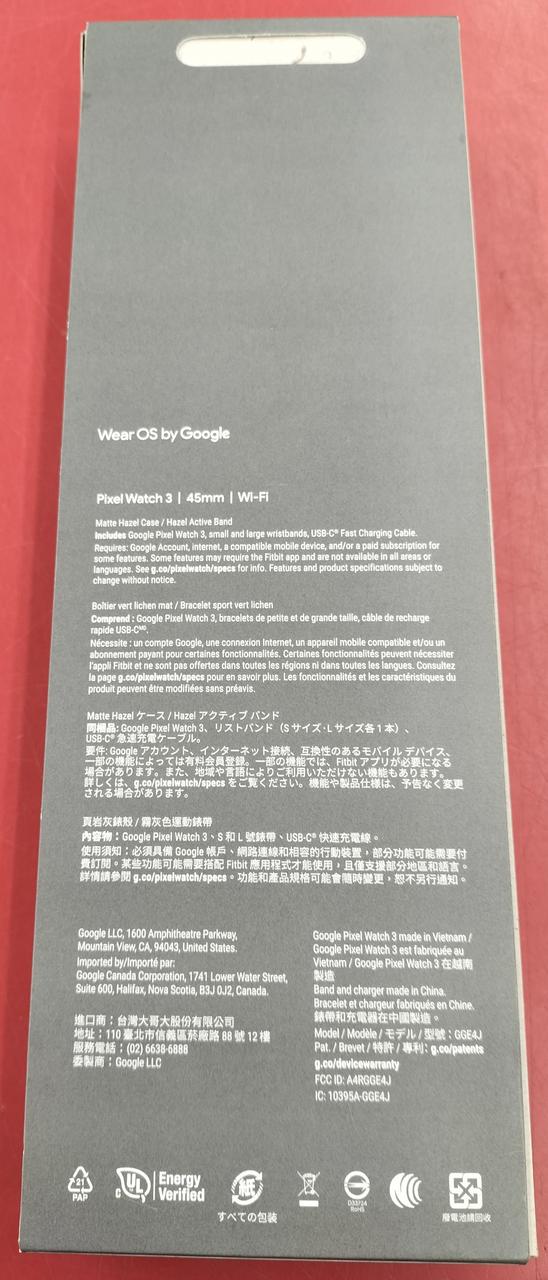 Wear OS by Google
Pixel Watch 3 | 45mm | Wi-Fi
Matte Hazel Case / Hazel Active Band
Includes Google Pixel Watch 3, small and large wristbands, USB-C® Fast Charging Cable.
Requires: Google Account, internet, a compatible mobile device, and/or a paid subscription for
some features. Some features may require the Fitbit app and are not available in all areas or
languages. See g.co/pixelwatch/specs for info. Features and product specifications subject to
change without notice.
Boîtier vert lichen mat / Bracelet sport vert lichen
Comprend : Google Pixel Watch 3, bracelets de petite et de grande taille, câble de recharge
rapide USB-Cᴹᴰ.
Nécessite : un compte Google, une connexion Internet, un appareil mobile compatible et/ou un
abonnement payant pour certaines fonctionnalités. Certaines fonctionnalités peuvent nécessiter
l'appli Fitbit et ne sont pas offertes dans toutes les régions ni dans toutes les langues. Consultez
la page g.co/pixelwatch/specs pour en savoir plus. Les fonctionnalités et les caractéristiques du
produit peuvent être modifiées sans préavis.
Matte Hazel ケース / Hazel アクティブ バンド
同梱品: Google Pixel Watch 3、リストバンド（S サイズ・L サイズ各 1 本）、
USB-C® 急速充電ケーブル。
要件: Google アカウント、インターネット接続、互換性のあるモバイル デバイス、
一部の機能によっては有料会員登録。一部の機能では、Fitbit アプリが必要になる
場合があります。また、地域や言語によりご利用いただけない機能もあります。
詳しくは、g.co/pixelwatch/specs をご覧ください。機能や製品仕様は、予告なく変更
される場合があります。
頁岩灰錶殼 / 霧灰色運動錶帶
內容物：Google Pixel Watch 3、S 和 L 號錶帶、USB-C® 快速充電線。
使用須知：必須具備 Google 帳戶、網路連線和相容的行動裝置，部分功能可能需要付
費訂閱。某些功能可能需要搭配 Fitbit 應用程式才能使用，且僅支援部分地區和語言。
詳情請參閱 g.co/pixelwatch/specs。功能和產品規格可能會隨時變更，恕不另行通知。
Google LLC, 1600 Amphitheatre Parkway,
Mountain View, CA, 94043, United States.
Imported by/Importé par:
Google Canada Corporation, 1741 Lower Water Street,
Suite 600, Halifax, Nova Scotia, B3J 0J2, Canada.
進口商：台灣大哥大股份有限公司
地址：110 臺北市信義區菸廠路 88 號 12 樓
服務電話：(02) 6638-6888
委製商：Google LLC
Google Pixel Watch 3 made in Vietnam /
Google Pixel Watch 3 est fabriquée au
Vietnam / Google Pixel Watch 3 在越南
製造
Band and charger made in China.
Bracelet et chargeur fabriqués en Chine.
錶帶和充電器在中國製造。
Model / Modèle / モデル / 型號：GGE4J
Pat. / Brevet / 特許 / 專利: g.co/patents
g.co/devicewarranty
FCC ID: A4RGGE4J
IC: 10395A-GGE4J
21
PAP
C UL US Energy
Verified
紙
すべての包装
D33724
RoHS
廢電池請回收